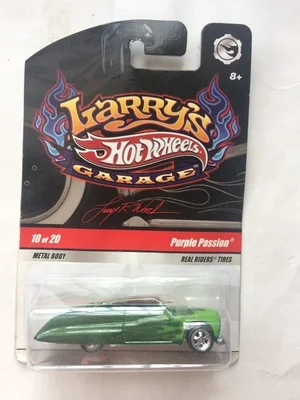 8+
Larry's
Hot Wheels
GARAGE
10 of 20
Purple Passion®
METAL BODY
REAL RIDERS® TIRES